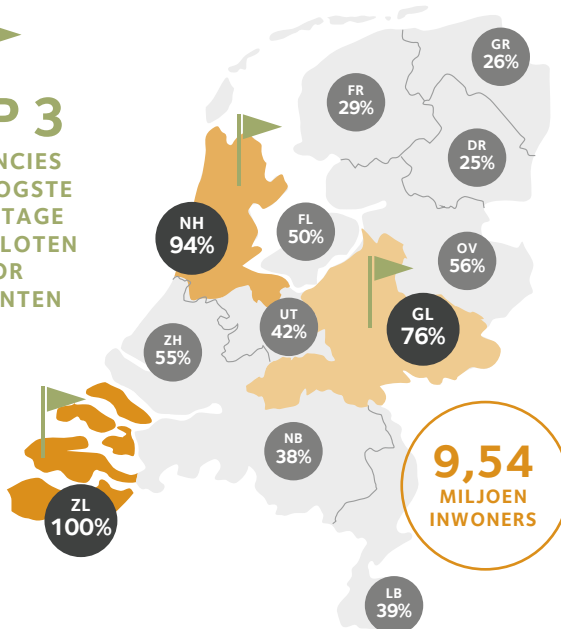 P 3
NCIES
OGSTE
TAGE
LOTEN
OR
NTEN
GR
26%
FR
29%
DR
25%
NH
94%
FL
50%
OV
56%
UT
42%
GL
76%
ZH
55%
NB
38%
ZL
100%
LB
39%
9,54
MILJOEN
INWONERS